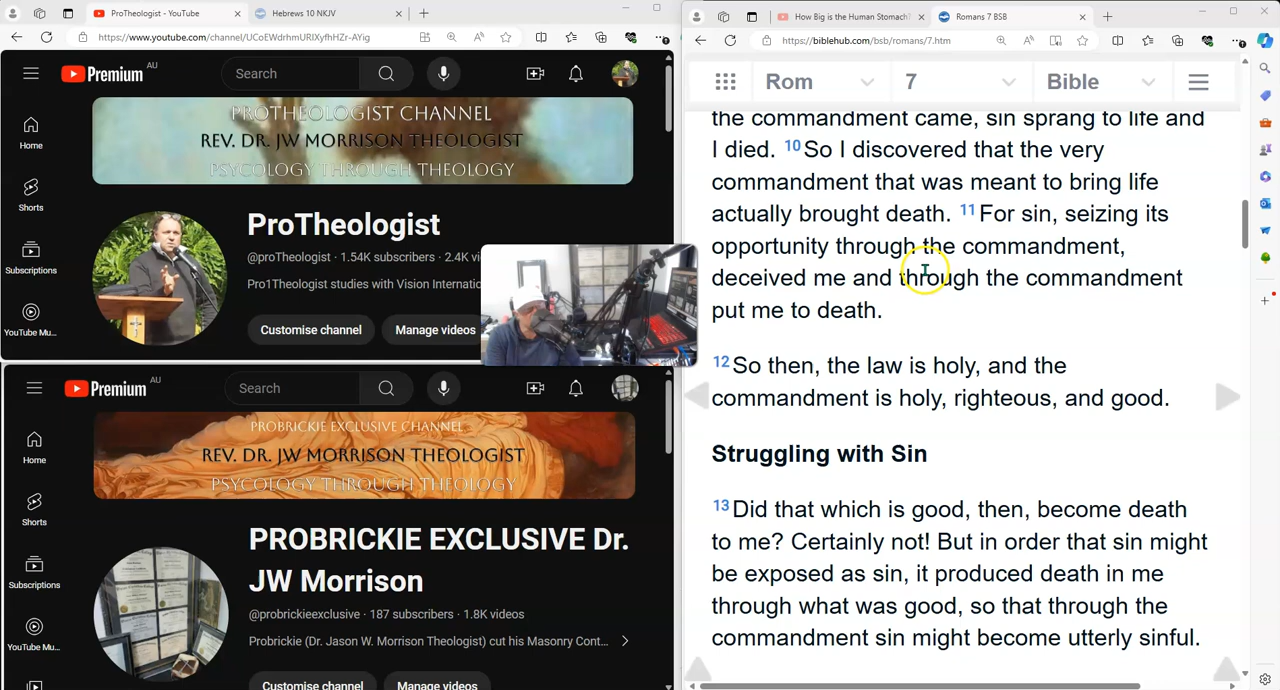 ProTheologist - YouTube
Hebrews 10 NKJV
https://www.youtube.com/channel/UCoEWdrhmURlXyfhHZr-AYig
Premium AU
Search
Home
Shorts
Subscriptions
YouTube Mu...
PROTHEOLOGIST CHANNEL
REV. DR. JW MORRISON THEOLOGIST
PSYCOLOGY THROUGH THEOLOGY
ProTheologist
@proTheologist · 1.54K subscribers · 2.4K vi
Pro1Theologist studies with Vision Internatio
Customise channel
Manage videos
Premium AU
Search
Home
Shorts
Subscriptions
YouTube Mu...
PROBRICKIE EXCLUSIVE CHANNEL
REV. DR. JW MORRISON THEOLOGIST
PSYCOLOGY THROUGH THEOLOGY
PROBRICKIE EXCLUSIVE Dr.
JW Morrison
@probrickieexclusive · 187 subscribers · 1.8K videos
Probrickie (Dr. Jason W. Morrison Theologist) cut his Masonry Cont...
Customise channel
Manage videos
How Big is the Human Stomach?
Romans 7 BSB
https://biblehub.com/bsb/romans/7.htm
Rom
7
Bible
the commandment came, sin sprang to life and
I died. 10 So I discovered that the very
commandment that was meant to bring life
actually brought death. 11 For sin, seizing its
opportunity through the commandment,
deceived me and through the commandment
put me to death.
12 So then, the law is holy, and the
commandment is holy, righteous, and good.
Struggling with Sin
13 Did that which is good, then, become death
to me? Certainly not! But in order that sin might
be exposed as sin, it produced death in me
through what was good, so that through the
commandment sin might become utterly sinful.